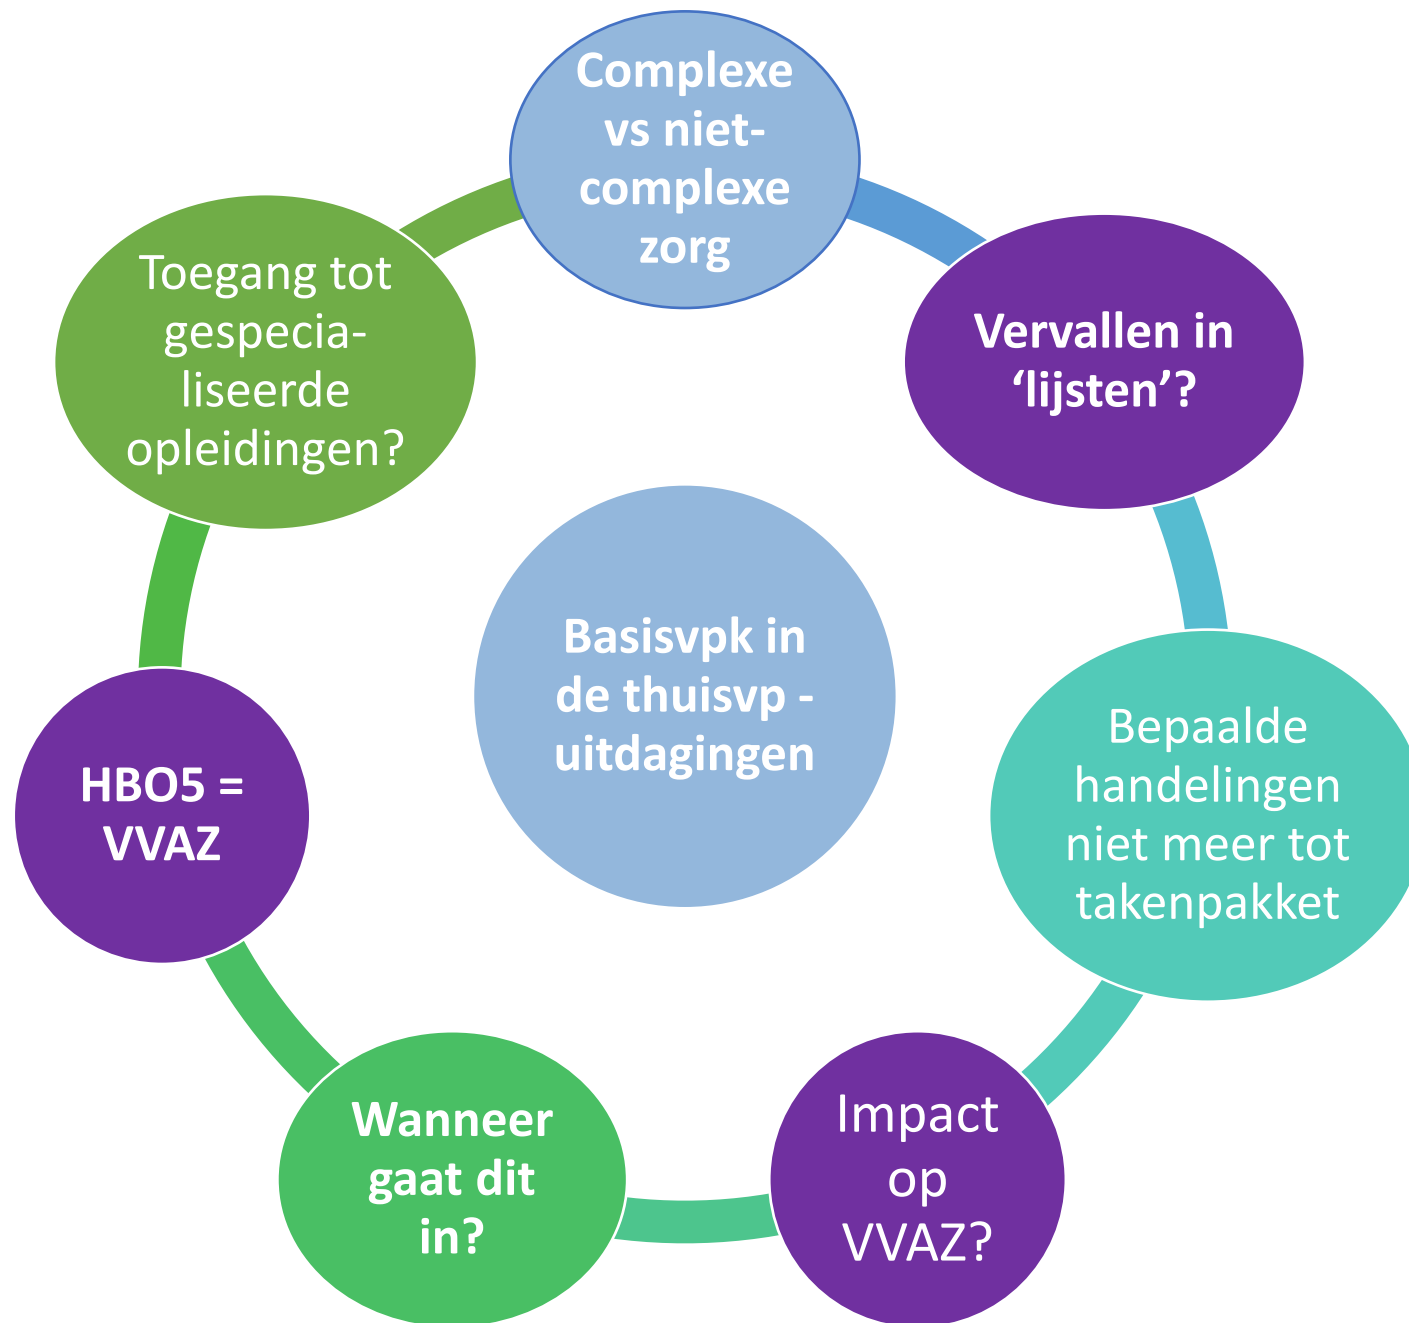 Complexe
vs niet-
complexe
zorg
Vervallen in
‘lijsten’?
Bepaalde
handelingen
niet meer tot
takenpakket
Impact
op
VVAZ?
Wanneer
gaat dit
in?
HBO5 =
VVAZ
Toegang tot
gespecia-
liseerde
opleidingen?
Basisvpk in
de thuisvp -
uitdagingen